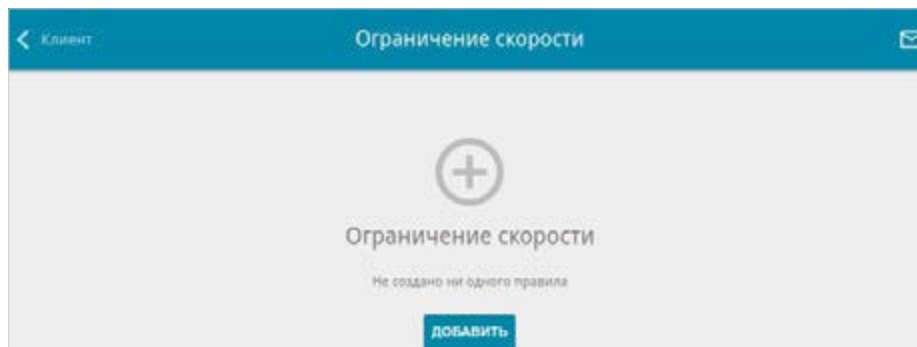 Клиент
Ограничение скорости
Ограничение скорости
Не создано ни одного правила
ДОБАВИТЬ